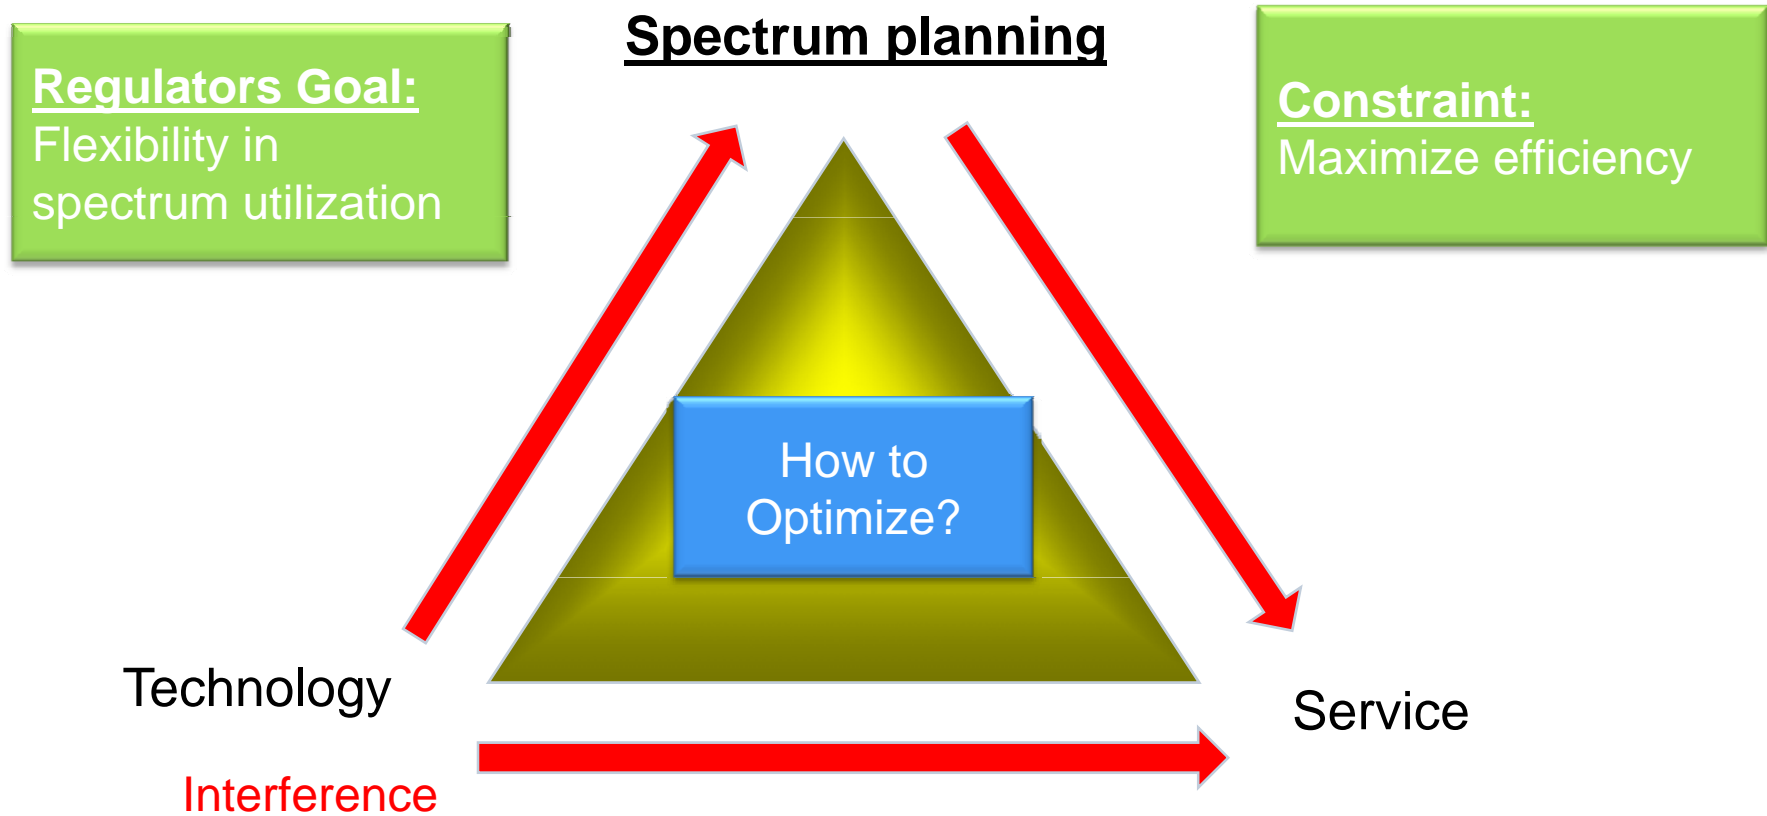 Spectrum planning
Regulators Goal:
Flexibility in
spectrum utilization
Constraint:
Maximize efficiency
How to
Optimize?
Technology
Service
Interference